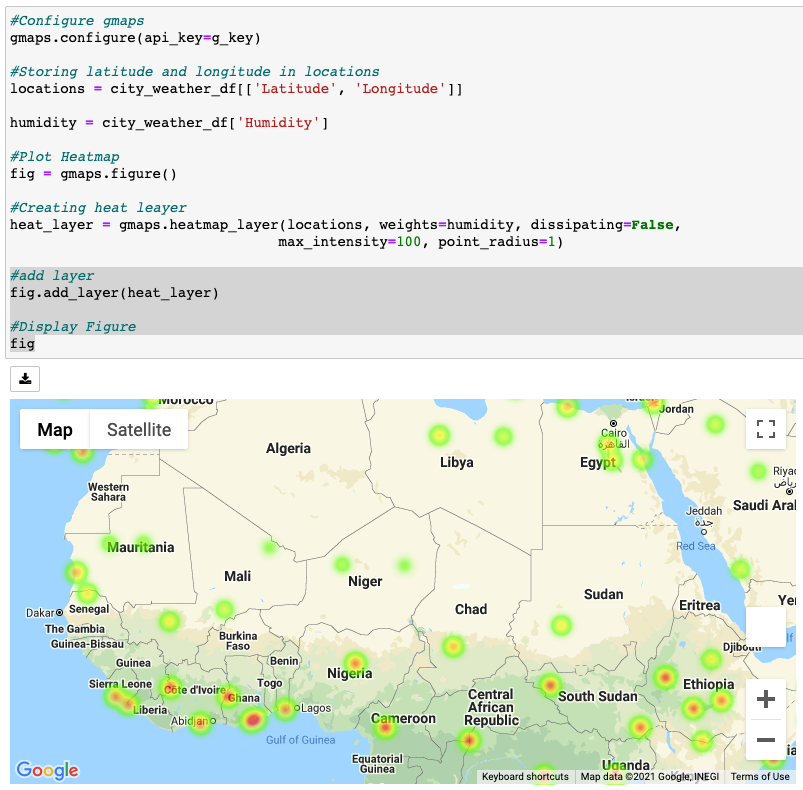 #Configure gmaps
gmaps.configure(api_key=g_key)
#Storing latitude and longitude in locations
locations = city_weather_df[['Latitude', 'Longitude']]
humidity = city_weather_df['Humidity']
#Plot Heatmap
fig = gmaps.figure()
#Creating heat leayer
heat_layer = gmaps.heatmap_layer(locations, weights=humidity, dissipating=False,
max_intensity=100, point_radius=1)
#add layer
fig.add_layer(heat_layer)
#Display Figure
fig
Morocco
Jordan
Map
Satellite
Cairo
القاهرة
Algeria
Libya
Egypt
Western
Sahara
Saudi
Jeddah
جدة
Red Sea
Mauritania
Mali
Niger
Chad
Sudan
Eritrea
Dakar
Senegal
The Gambia
Guinea-Bissau
Burkina
Faso
Guinea
Benin
Nigeria
Djibouti
Sierra Leone
Côte d'Ivoire
Togo
Ghana
Ethiopia
Liberia
Abidjan
Lagos
Central
African
Republic
South Sudan
Cameroon
Gulf of Guinea
Equatorial
Guinea
Uganda
Google
Keyboard shortcuts
Map data ©2021 Google, INEGI
Terms of Use